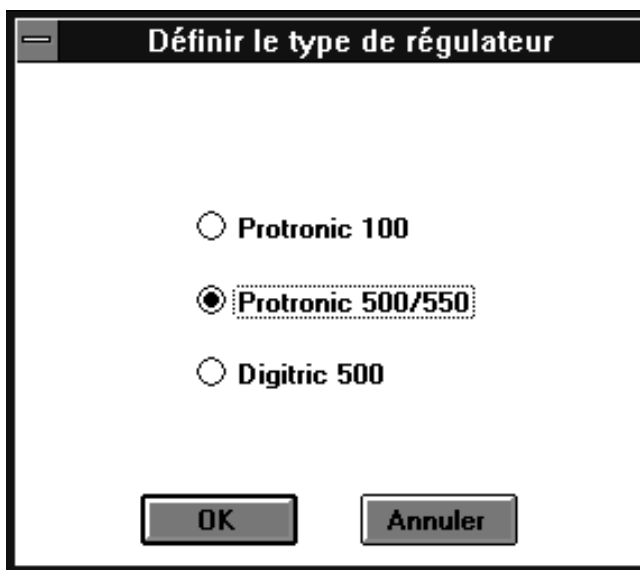 Définir le type de régulateur
Protronic 100
Protronic 500/550
Digitric 500
OK Annuler